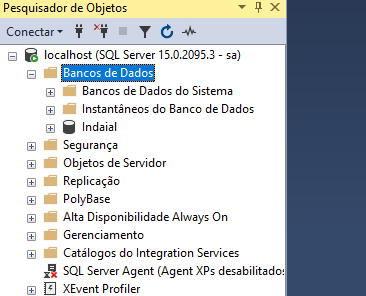 Pesquisador de Objetos
Conectar
localhost (SQL Server 15.0.2095.3 - sa)
Bancos de Dados
Bancos de Dados do Sistema
Instantâneos do Banco de Dados
Indaial
Segurança
Objetos de Servidor
Replicação
PolyBase
Alta Disponibilidade Always On
Gerenciamento
Catálogos do Integration Services
SQL Server Agent (Agent XPs desabilitados
XEvent Profiler